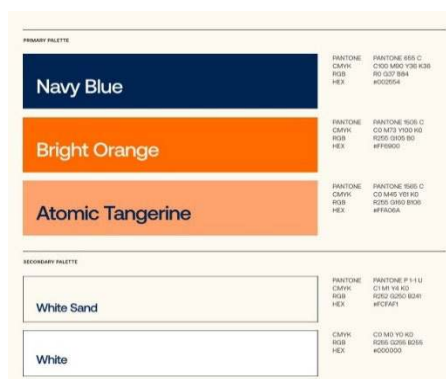 PRIMARY PALETTE
Navy Blue
PANTONE PANTONE 655 C
CMYK C100 M90 Y36 K38
RGB R0 G37 B84
HEX #002554
Bright Orange
PANTONE PANTONE 1505 C
CMYK C0 M73 Y100 K0
RGB R255 G105 B0
HEX #FF6900
Atomic Tangerine
PANTONE PANTONE 1565 C
CMYK C0 M45 Y61 K0
RGB R255 G160 B106
HEX #FFA06A
SECONDARY PALETTE
White Sand
PANTONE PANTONE P 1-1 U
CMYK C1 M1 Y4 K0
RGB R252 G250 B241
HEX #FCFAF1
White
CMYK C0 M0 Y0 K0
RGB R255 G255 B255
HEX #000000